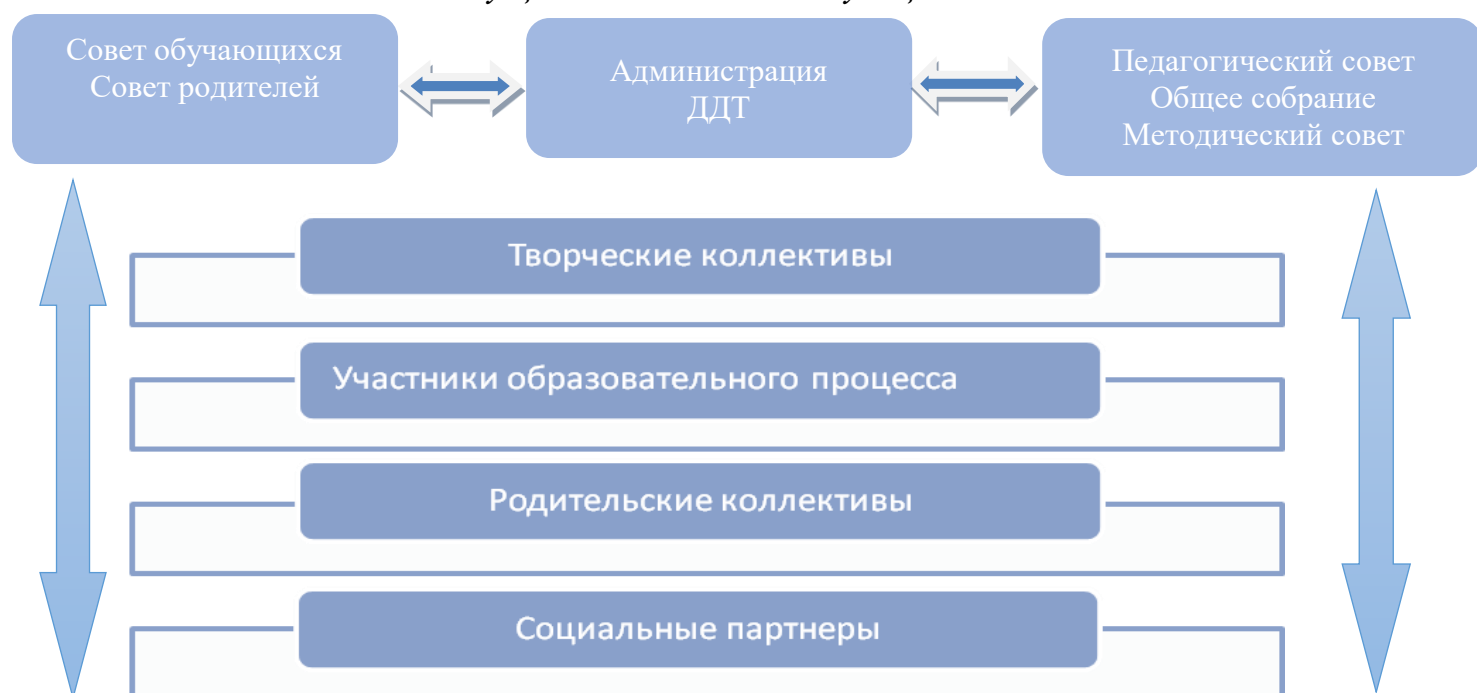 Совет обучающихся
Совет родителей
Администрация
ДДТ
Педагогический совет
Общее собрание
Методический совет
Творческие коллективы
Участники образовательного процесса
Родительские коллективы
Социальные партнеры